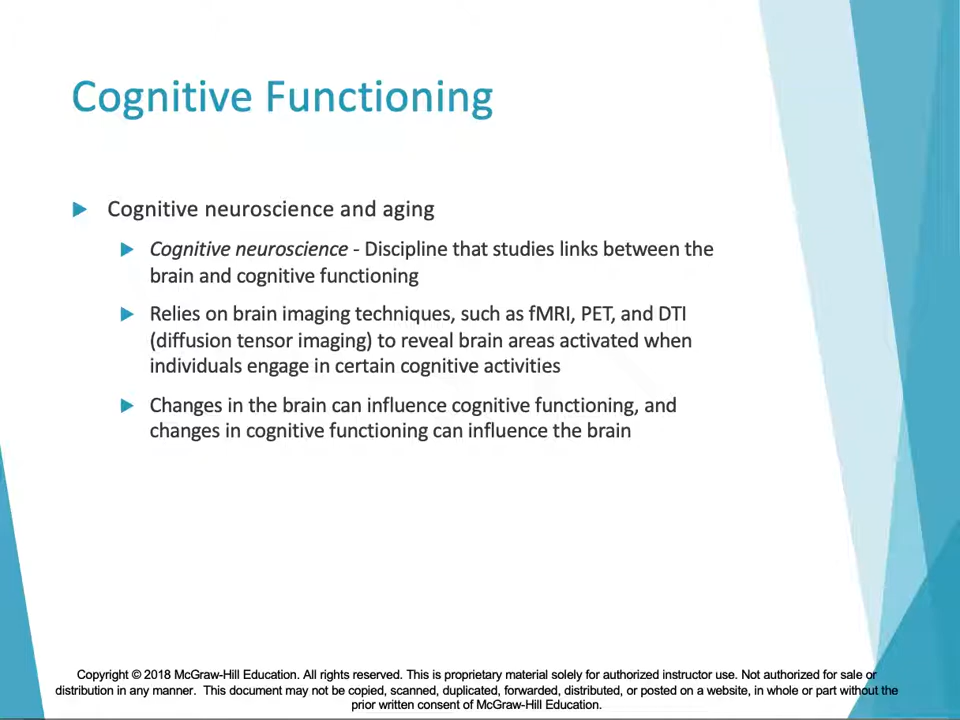 Cognitive Functioning
Cognitive neuroscience and aging
Cognitive neuroscience - Discipline that studies links between the
brain and cognitive functioning
Relies on brain imaging techniques, such as fMRI, PET, and DTI
(diffusion tensor imaging) to reveal brain areas activated when
individuals engage in certain cognitive activities
Changes in the brain can influence cognitive functioning, and
changes in cognitive functioning can influence the brain
Copyright © 2018 McGraw-Hill Education. All rights reserved. This is proprietary material solely for authorized instructor use. Not authorized for sale or
distribution in any manner. This document may not be copied, scanned, duplicated, forwarded, distributed, or posted on a website, in whole or part without the
prior written consent of McGraw-Hill Education.